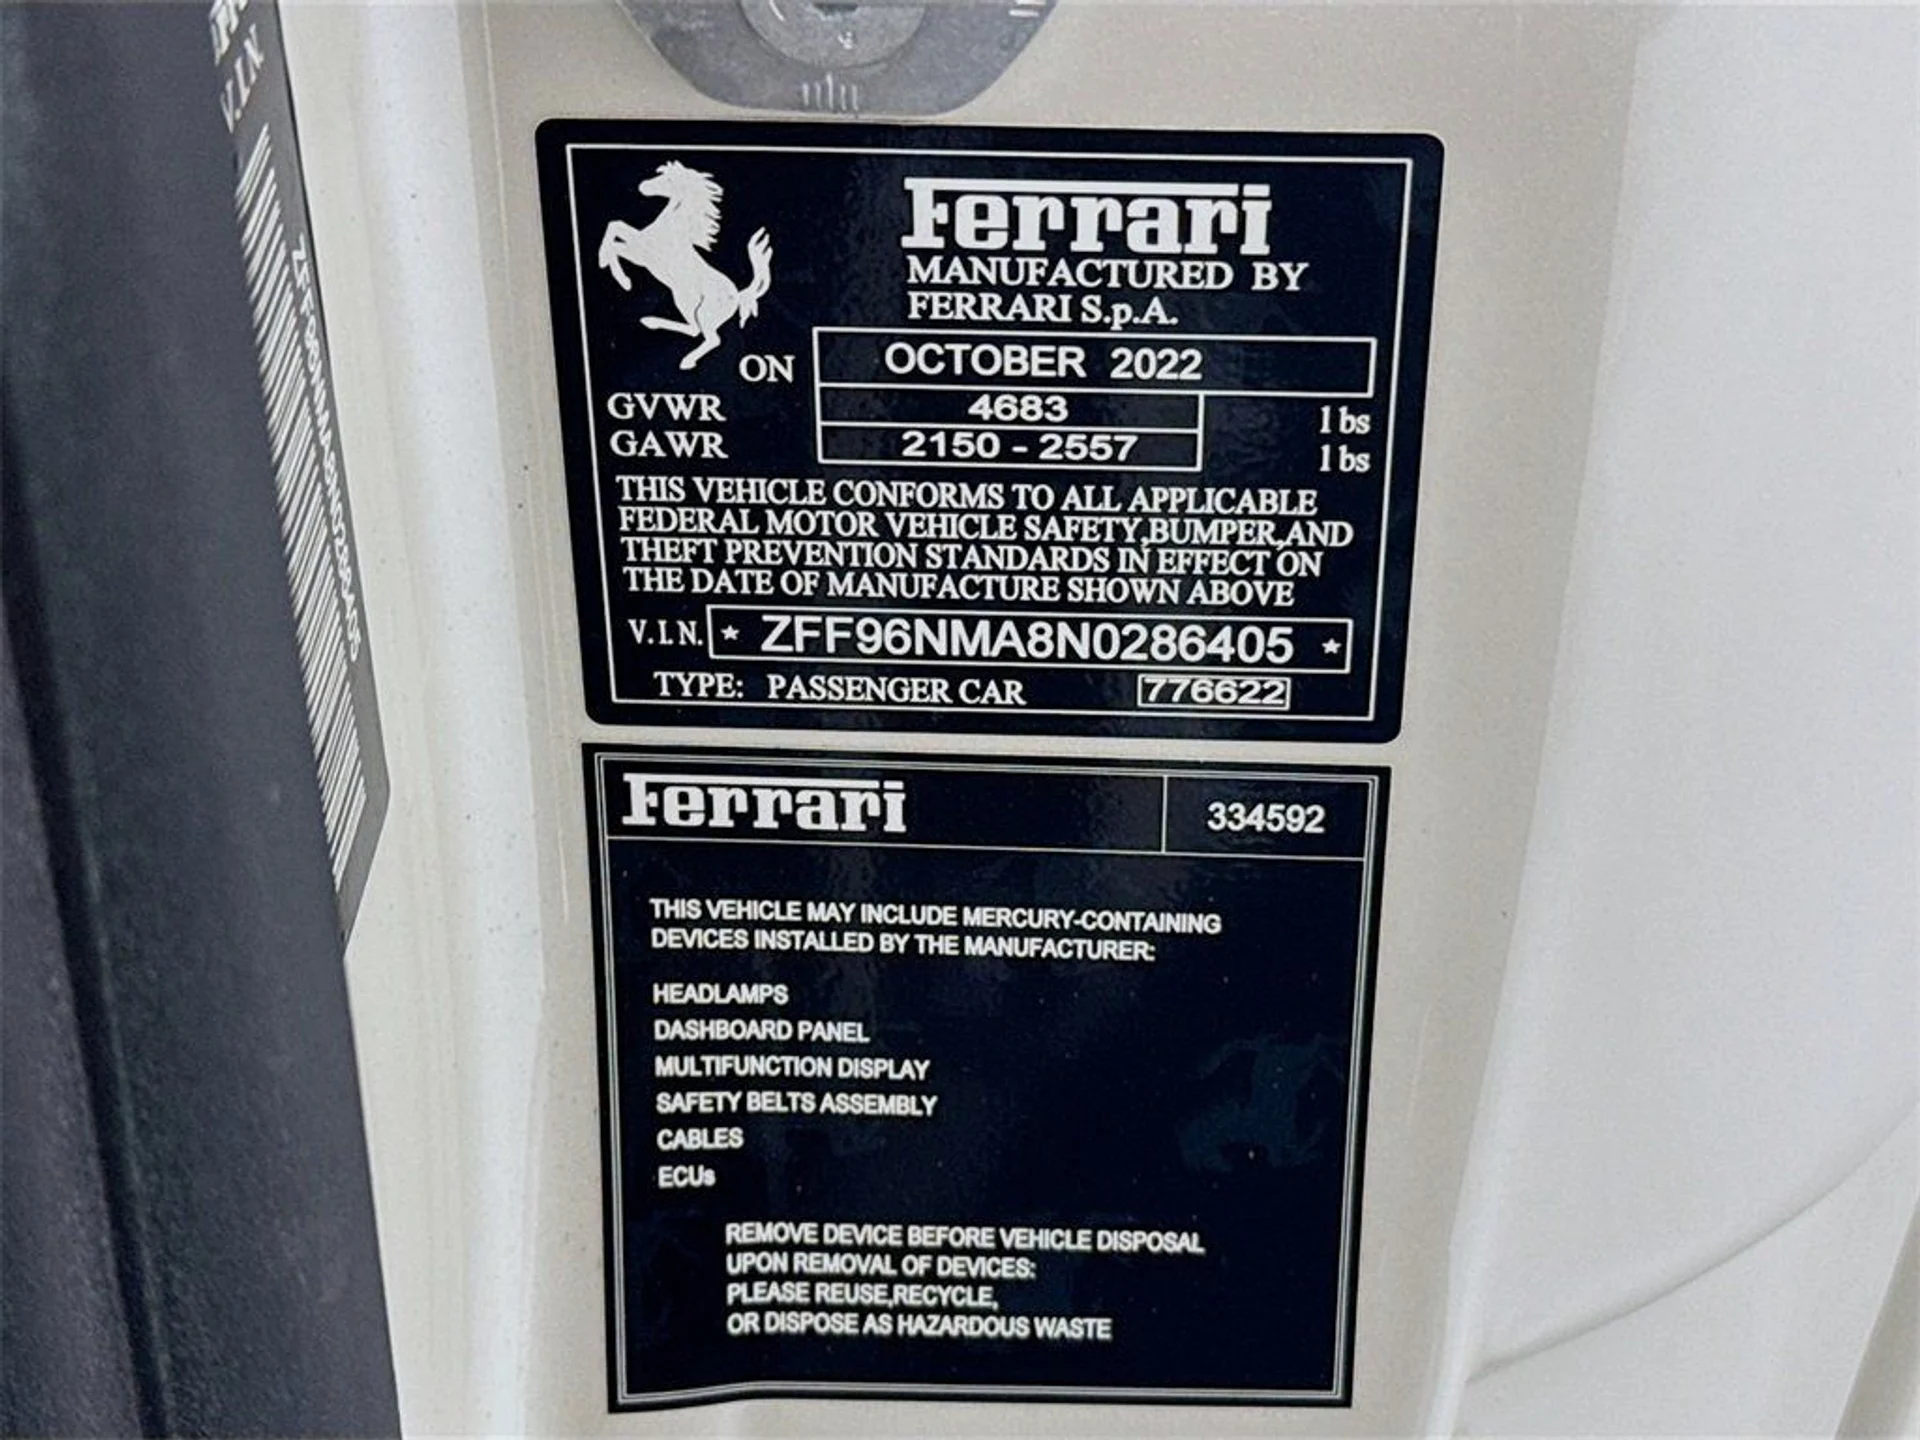 V.I.N.
ZFF96NMA8N0286405
Ferrari
MANUFACTURED BY
FERRARI S.p.A.
ON OCTOBER 2022
GVWR 4683 lbs
GAWR 2150 - 2557 lbs
THIS VEHICLE CONFORMS TO ALL APPLICABLE
FEDERAL MOTOR VEHICLE SAFETY,BUMPER,AND
THEFT PREVENTION STANDARDS IN EFFECT ON
THE DATE OF MANUFACTURE SHOWN ABOVE
V.I.N. * ZFF96NMA8N0286405 *
TYPE: PASSENGER CAR 776622
Ferrari 334592
THIS VEHICLE MAY INCLUDE MERCURY-CONTAINING
DEVICES INSTALLED BY THE MANUFACTURER:
HEADLAMPS
DASHBOARD PANEL
MULTIFUNCTION DISPLAY
SAFETY BELTS ASSEMBLY
CABLES
ECUs
REMOVE DEVICE BEFORE VEHICLE DISPOSAL
UPON REMOVAL OF DEVICES:
PLEASE REUSE,RECYCLE,
OR DISPOSE AS HAZARDOUS WASTE